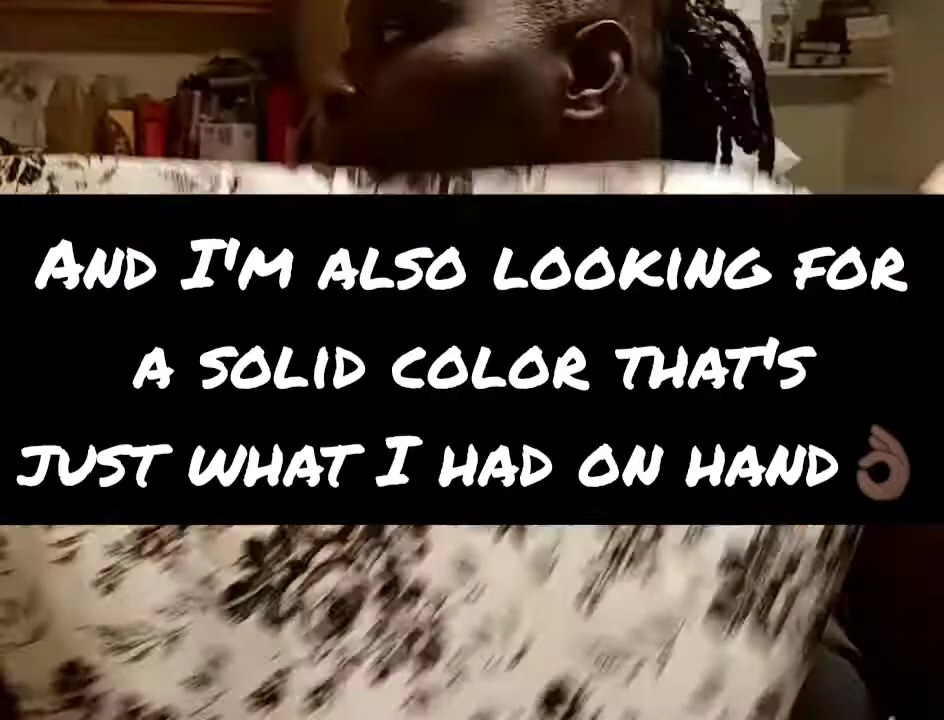 And I'm also looking for
a solid color that's
just what I had on hand👌🏾